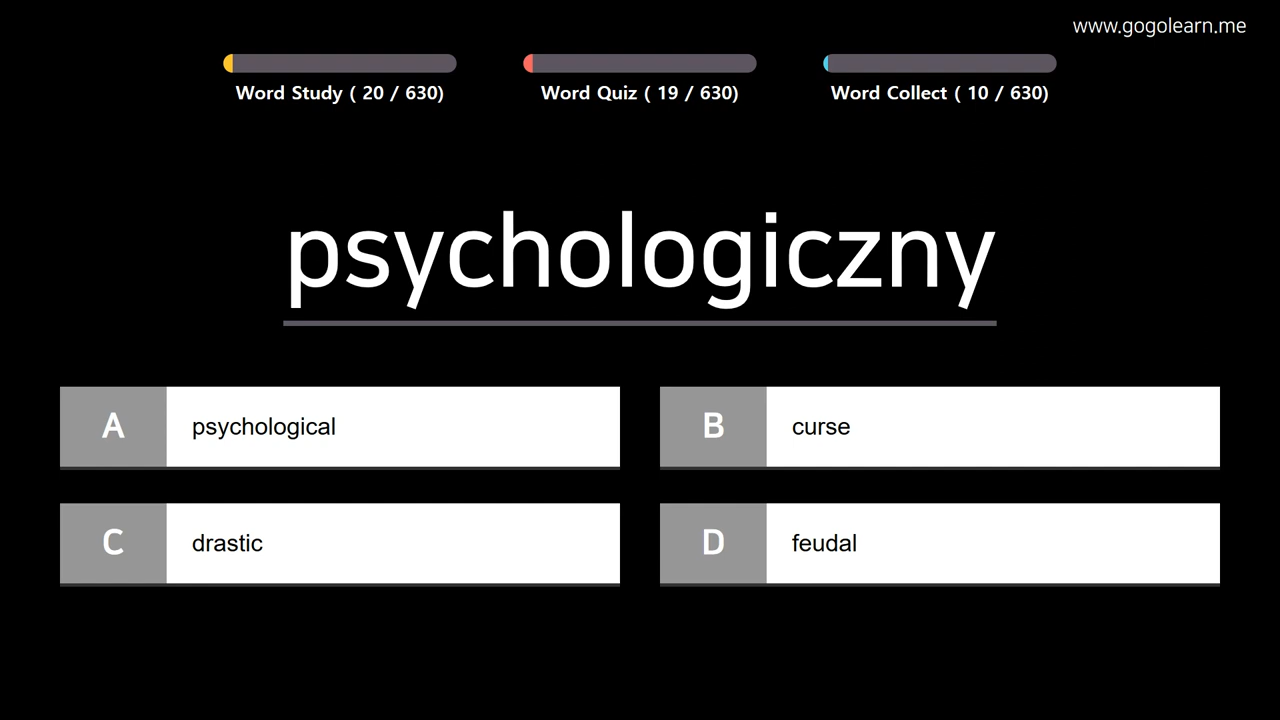 www.gogolearn.me
Word Study ( 20 / 630)
Word Quiz ( 19 / 630)
Word Collect ( 10 / 630)
psychologiczny
A psychological
B curse
C drastic
D feudal